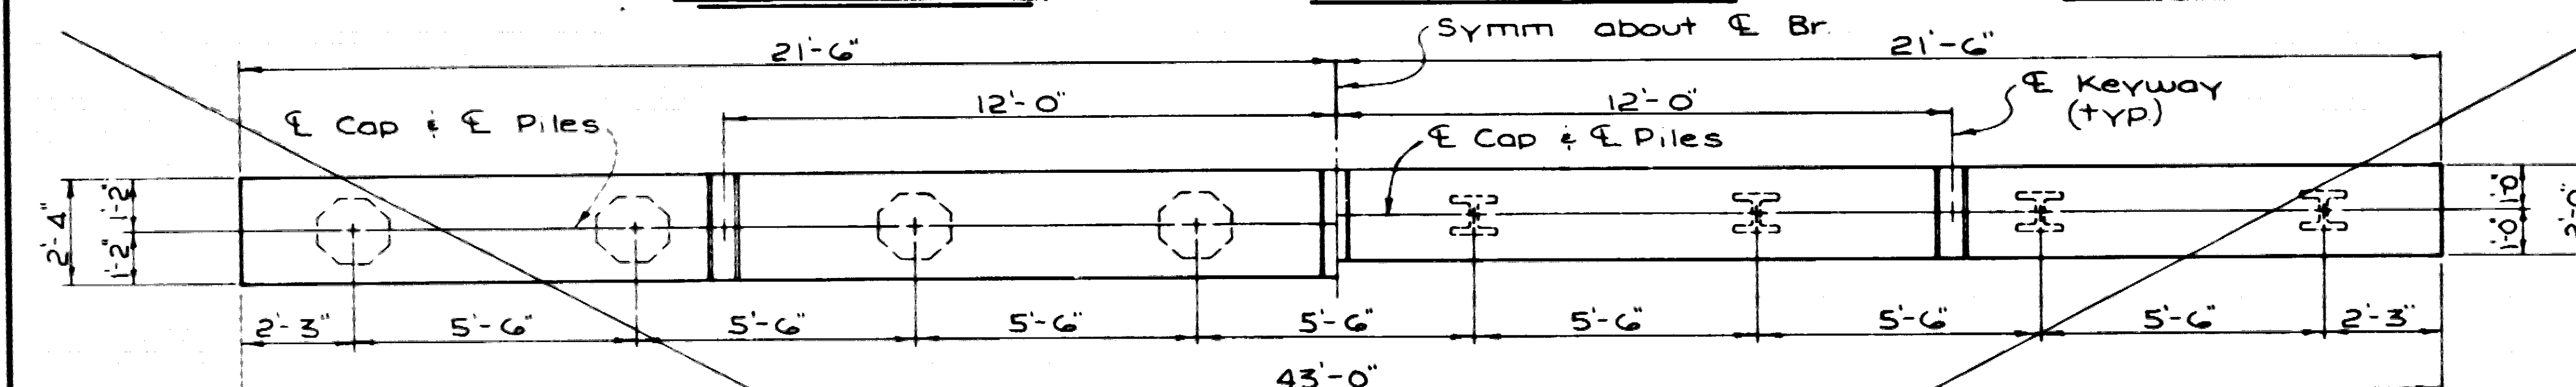 Symm about ℄ Br.
21'-6" 21'-6"
12'-0" 12'-0"
℄ Keyway
(typ.)
℄ Cap & ℄ Piles
℄ Cap & ℄ Piles
2'-4"
1'-2"
1'-2"
1'-0"
1'-0"
2'-0"
2'-3" 5'-6" 5'-6" 5'-6" 5'-6" 5'-6" 5'-6" 5'-6" 2'-3"
43'-0"